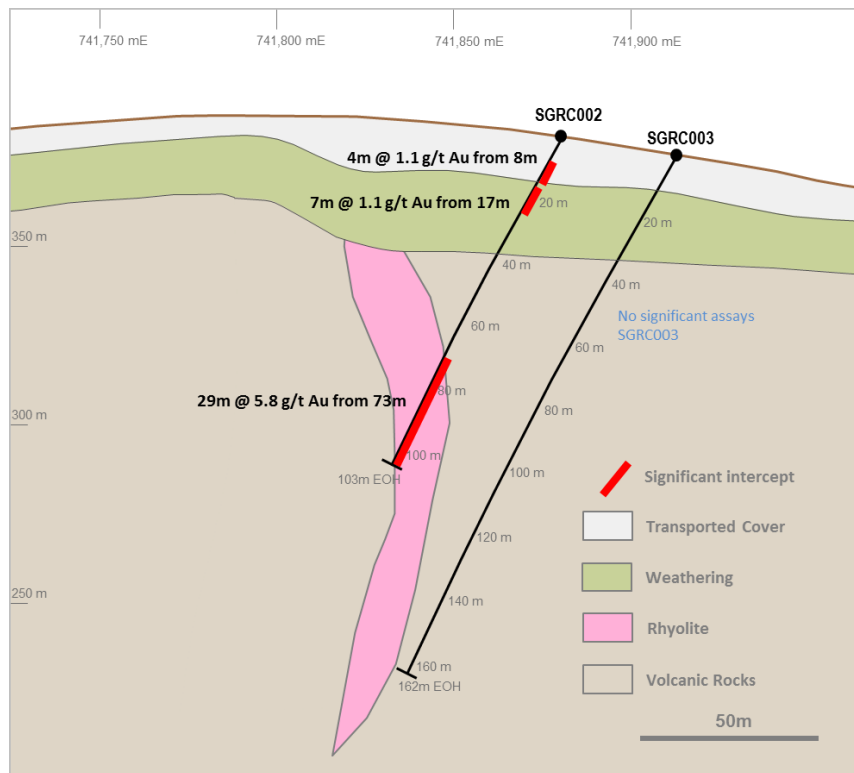 741,750 mE
741,800 mE
741,850 mE
741,900 mE
SGRC002
SGRC003
4m @ 1.1 g/t Au from 8m
7m @ 1.1 g/t Au from 17m
20 m
20 m
350 m
40 m
40 m
No significant assays
SGRC003
60 m
60 m
80 m
29m @ 5.8 g/t Au from 73m
80 m
300 m
100 m
103m EOH
100 m
Significant intercept
Transported Cover
120 m
Weathering
250 m
140 m
Rhyolite
160 m
162m EOH
Volcanic Rocks
50m